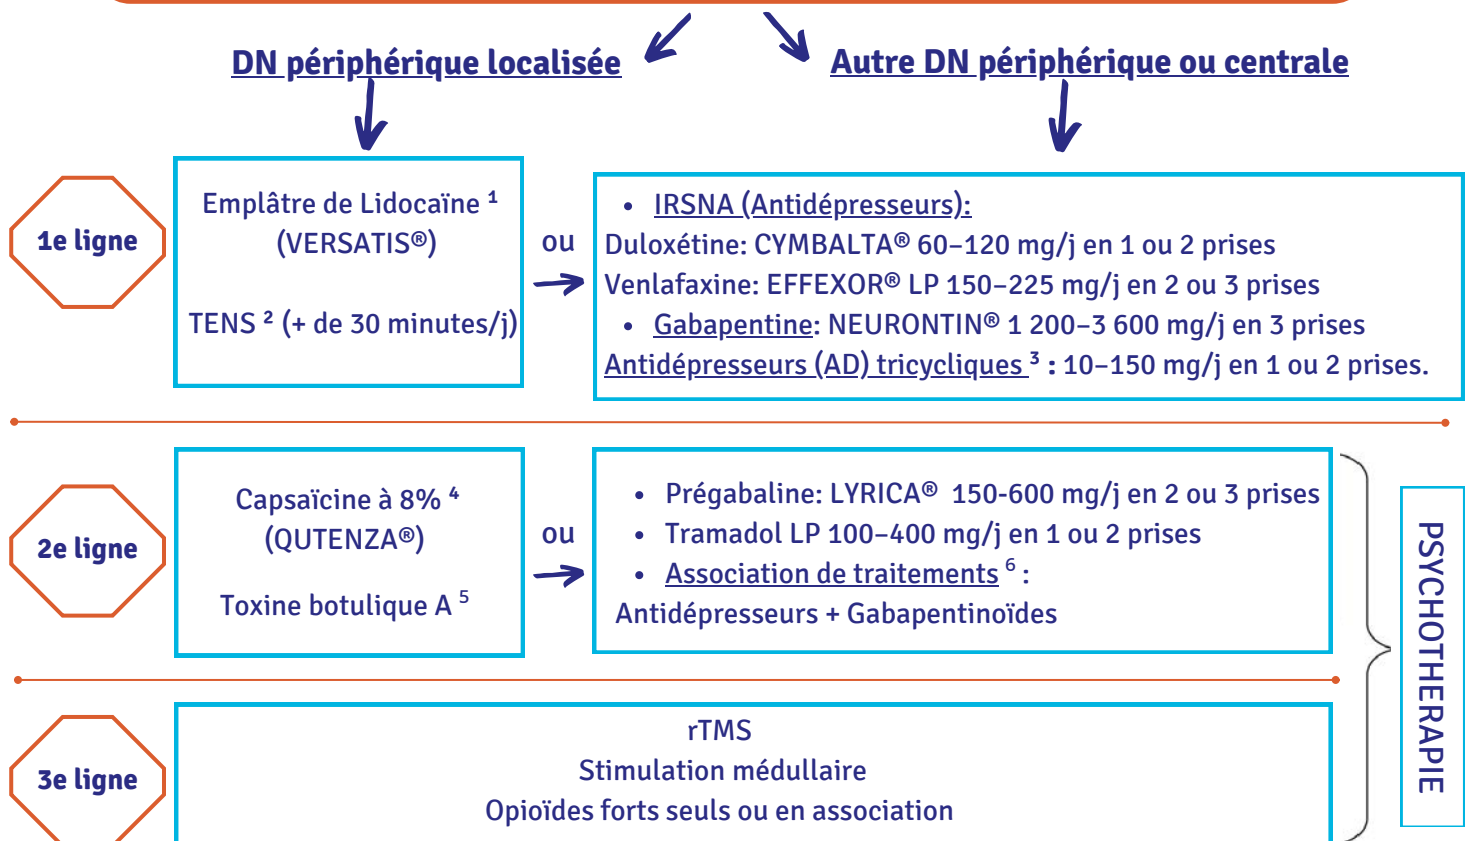 DN périphérique localisée
Autre DN périphérique ou centrale
1e ligne
Emplâtre de Lidocaïne ¹
(VERSATIS®)
TENS ² (+ de 30 minutes/j)
ou
• IRSNA (Antidépresseurs):
Duloxétine: CYMBALTA® 60–120 mg/j en 1 ou 2 prises
Venlafaxine: EFFEXOR® LP 150–225 mg/j en 2 ou 3 prises
• Gabapentine: NEURONTIN® 1 200–3 600 mg/j en 3 prises
Antidépresseurs (AD) tricycliques ³ : 10–150 mg/j en 1 ou 2 prises.
2e ligne
Capsaïcine à 8% ⁴
(QUTENZA®)
Toxine botulique A ⁵
ou
• Prégabaline: LYRICA® 150-600 mg/j en 2 ou 3 prises
• Tramadol LP 100–400 mg/j en 1 ou 2 prises
• Association de traitements ⁶ :
Antidépresseurs + Gabapentinoïdes
PSYCHOTHERAPIE
3e ligne
rTMS
Stimulation médullaire
Opioïdes forts seuls ou en association